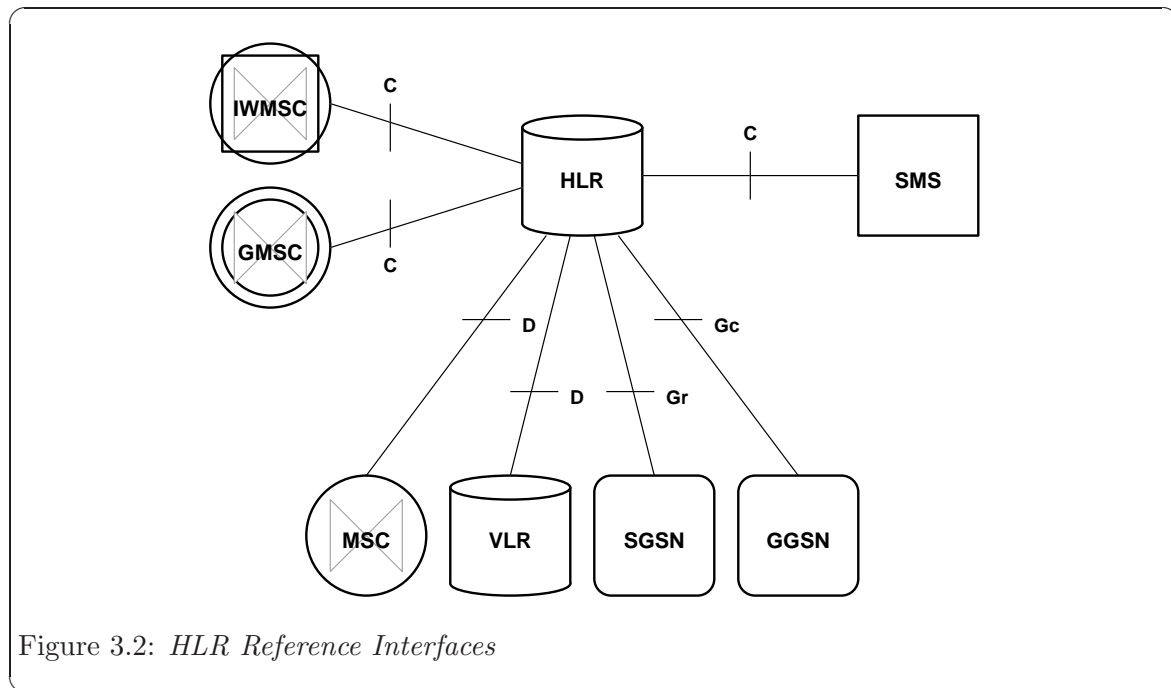 C
IWMSC
C
HLR
SMS
GMSC
C
D
Gc
D
Gr
MSC
VLR
SGSN
GGSN
Figure 3.2: HLR Reference Interfaces